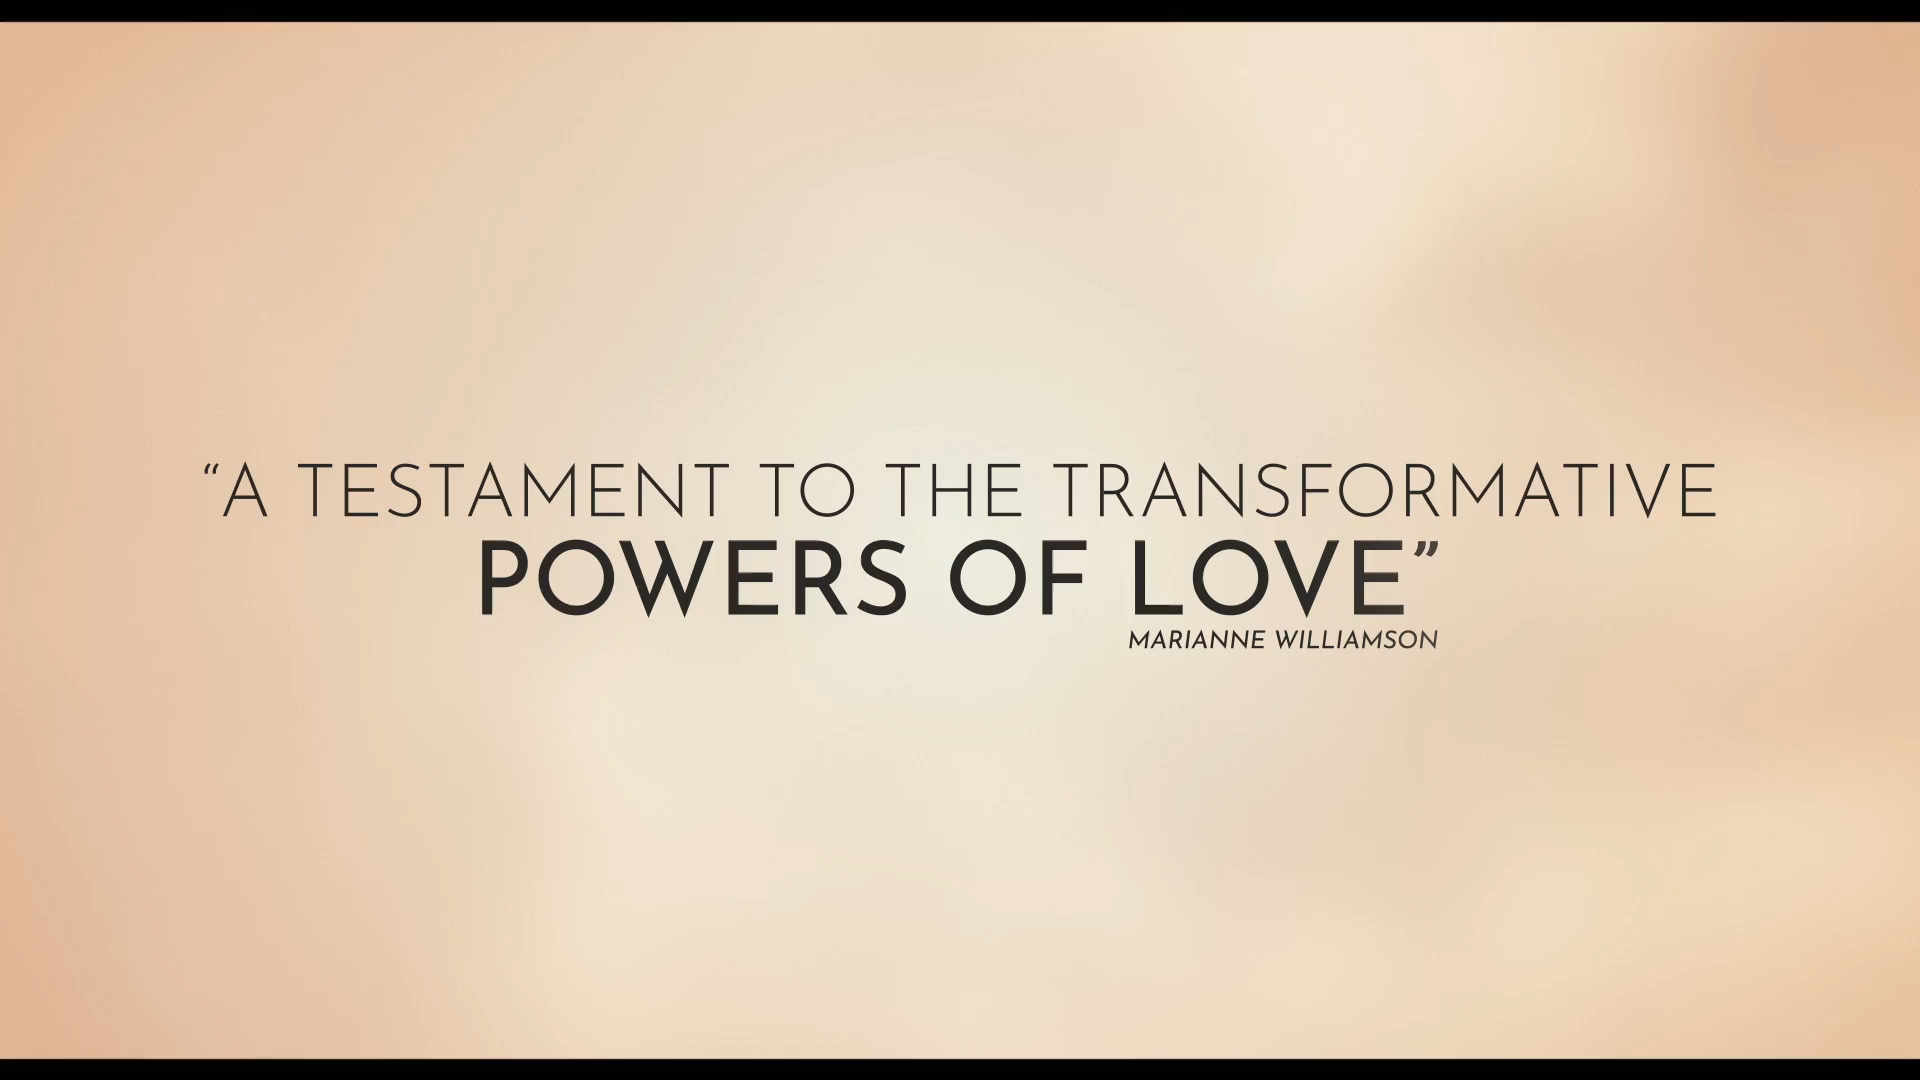 “A TESTAMENT TO THE TRANSFORMATIVE
POWERS OF LOVE”
MARIANNE WILLIAMSON